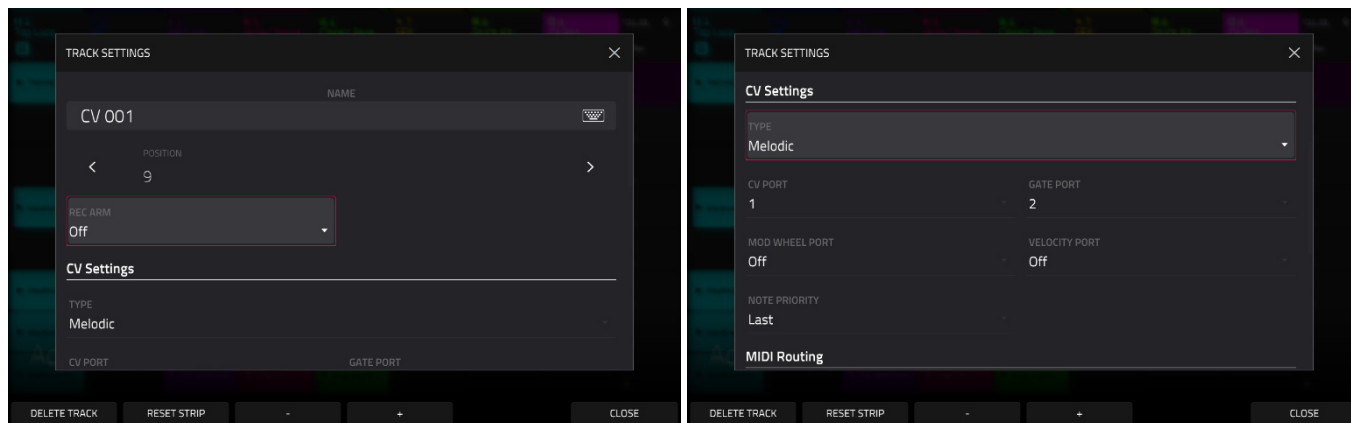 TRACK SETTINGS
NAME
CV 001
POSITION
9
REC ARM
Off
CV Settings
TYPE
Melodic
CV PORT GATE PORT
DELETE TRACK RESET STRIP - + CLOSE
TRACK SETTINGS
CV Settings
TYPE
Melodic
CV PORT GATE PORT
1 2
MOD WHEEL PORT VELOCITY PORT
Off Off
NOTE PRIORITY
Last
MIDI Routing
DELETE TRACK RESET STRIP - + CLOSE